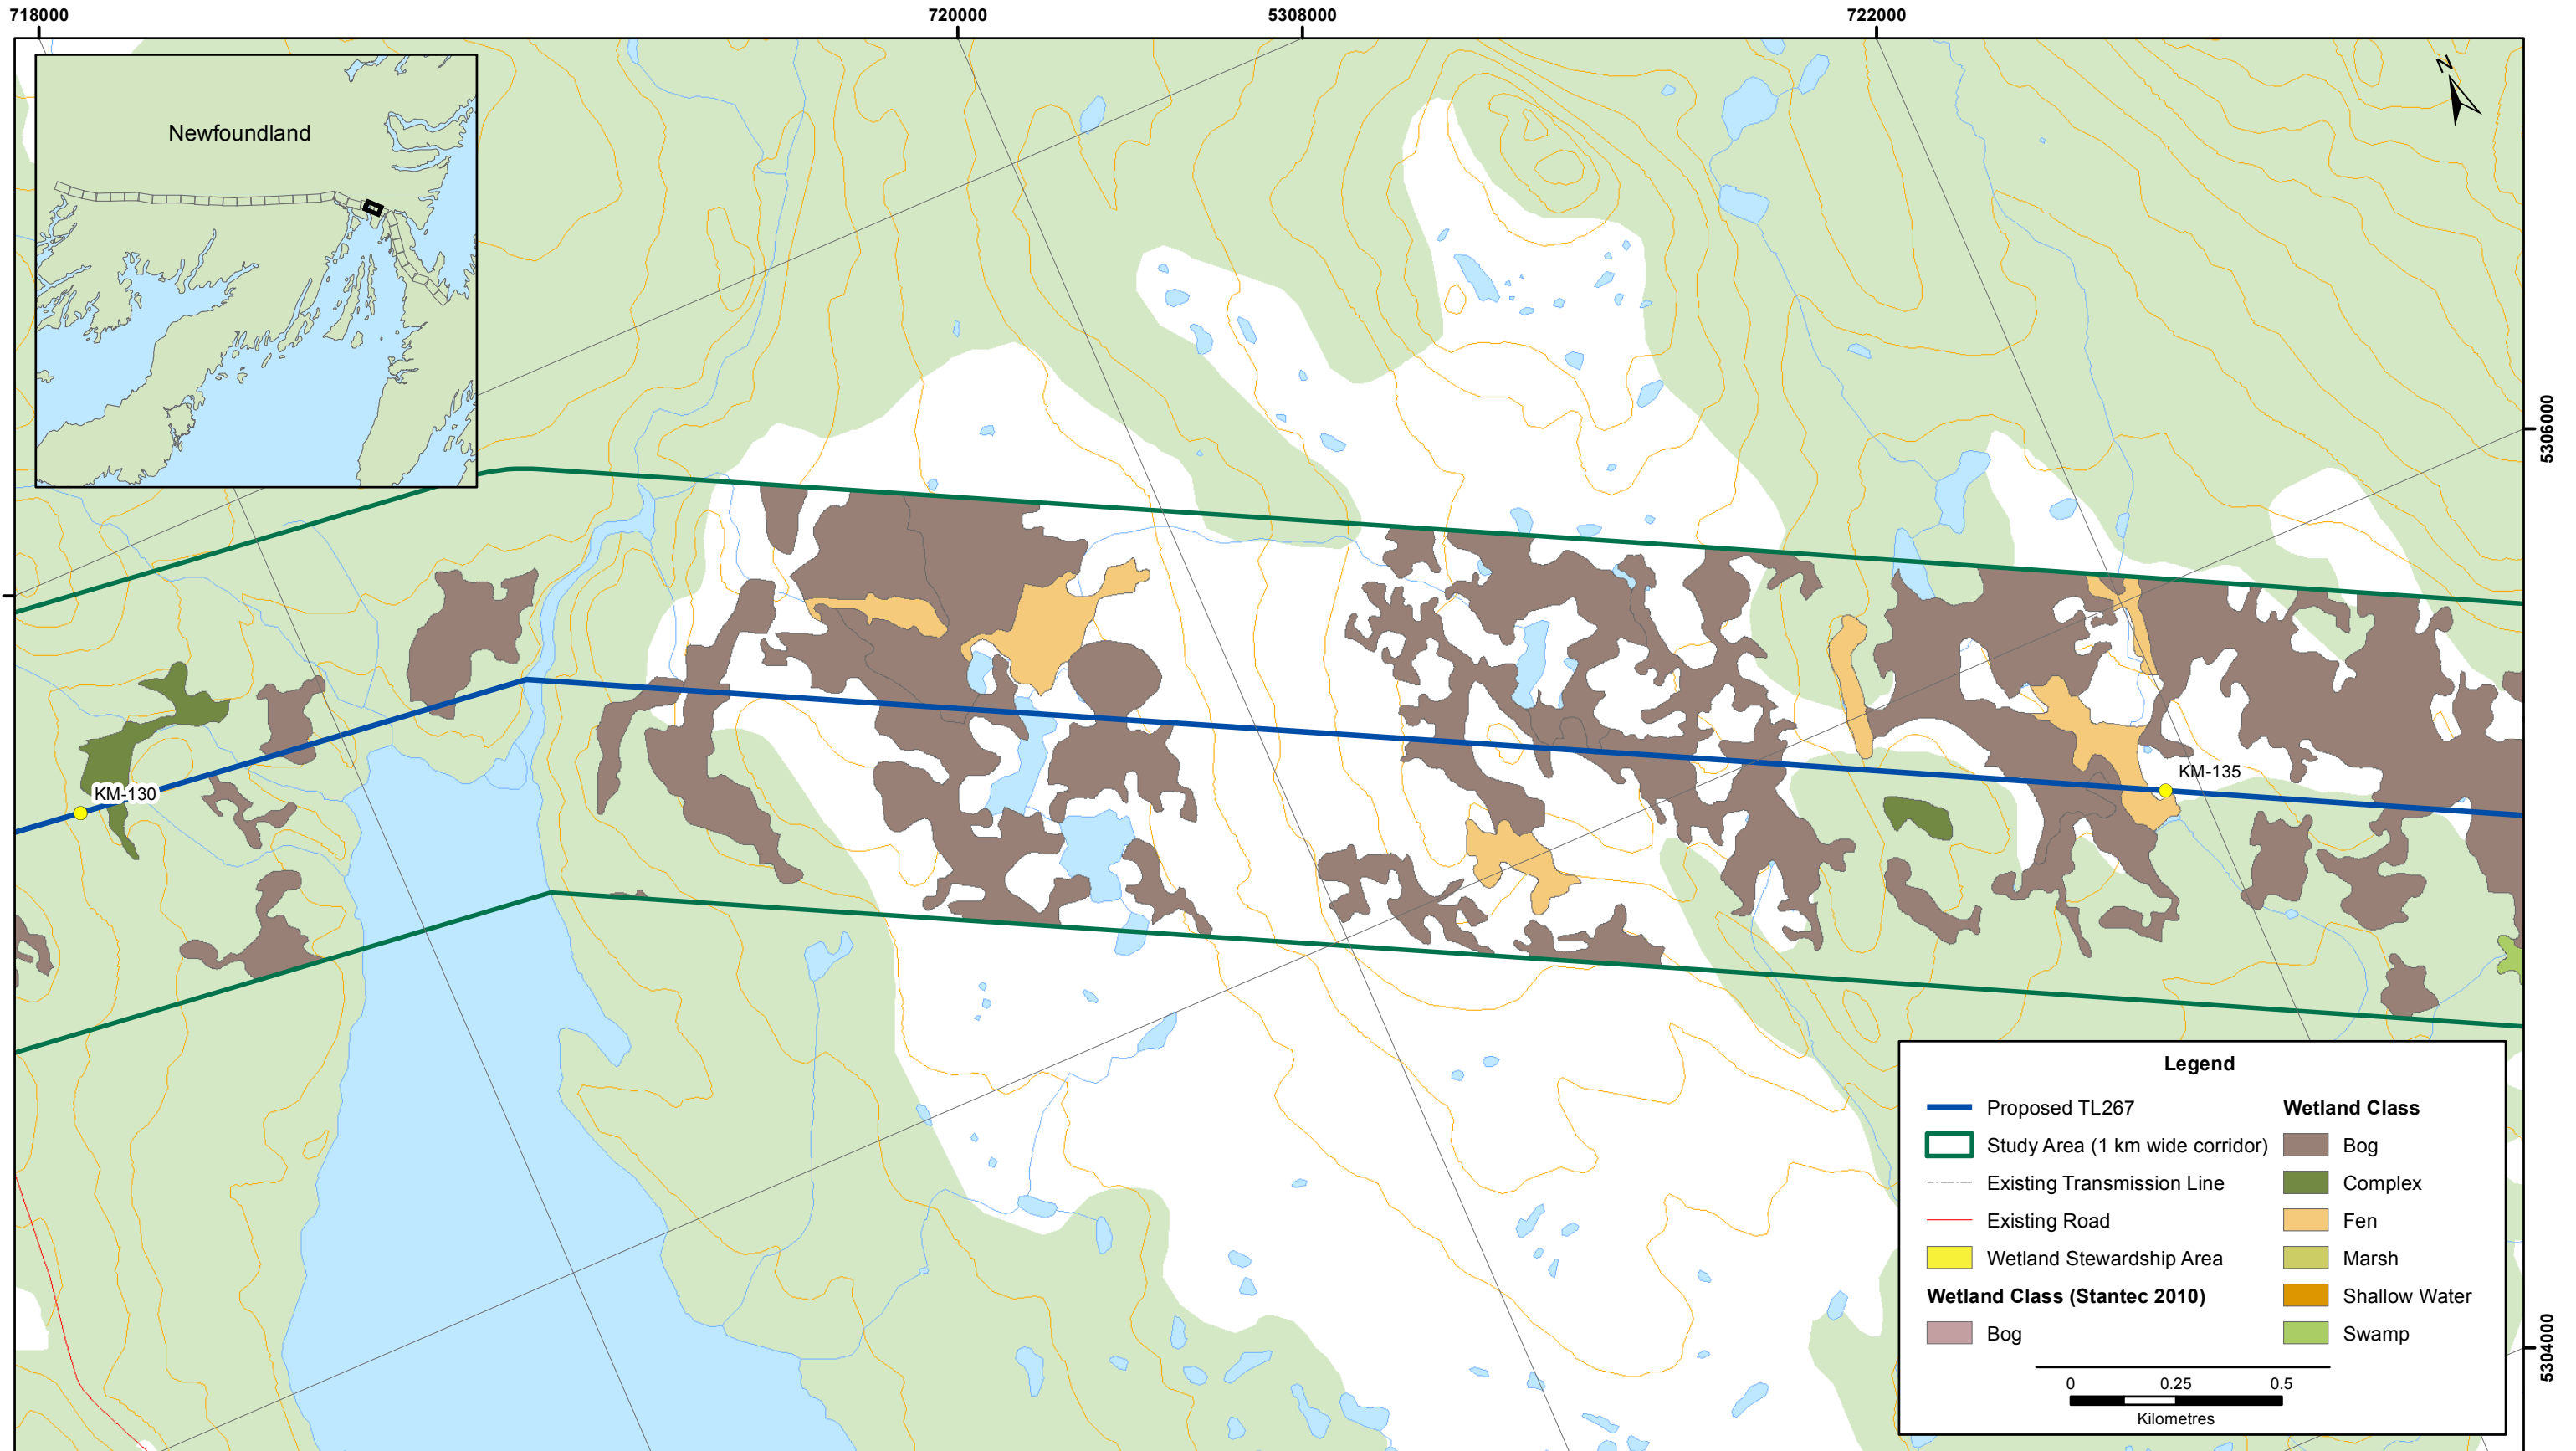 718000
720000
5308000
722000
N
Newfoundland
5306000
KM-130
KM-135
5304000
Legend
Proposed TL267
Study Area (1 km wide corridor)
Existing Transmission Line
Existing Road
Wetland Stewardship Area
Wetland Class (Stantec 2010)
Bog
Wetland Class
Bog
Complex
Fen
Marsh
Shallow Water
Swamp
0 0.25 0.5
Kilometres